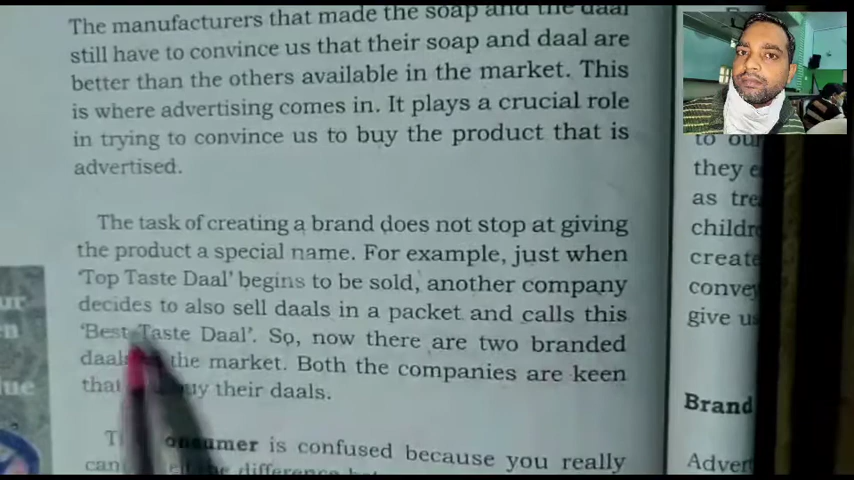 The manufacturers that made the soap and the daal
still have to convince us that their soap and daal are
better than the others available in the market. This
is where advertising comes in. It plays a crucial role
in trying to convince us to buy the product that is
advertised.
The task of creating a brand does not stop at giving
the product a special name. For example, just when
'Top Taste Daal' begins to be sold, another company
decides to also sell daals in a packet and calls this
'Best Taste Daal'. So, now there are two branded
daals the market. Both the companies are keen
that buy their daals.
consumer is confused because you really
the difference
to our
they
as
create
give us
Brand